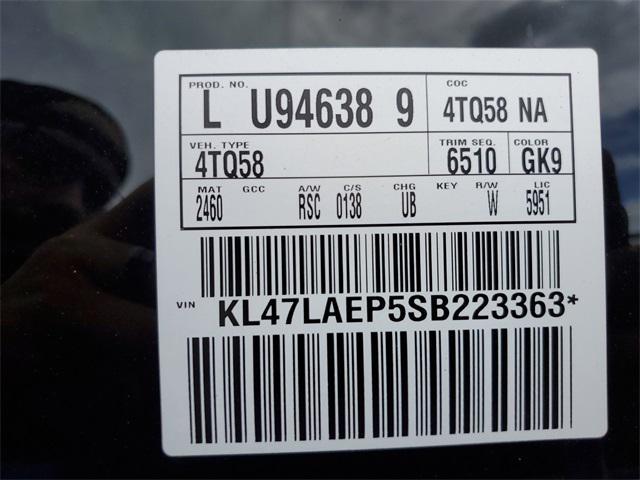 PROD. NO. COC
L U94638 9 4TQ58 NA
VEH. TYPE TRIM SEQ. COLOR
4TQ58 6510 GK9
MAT GCC A/W C/S CHG KEY R/W LIC
2460 RSC 0138 UB W 5951
VIN KL47LAEP5SB223363*